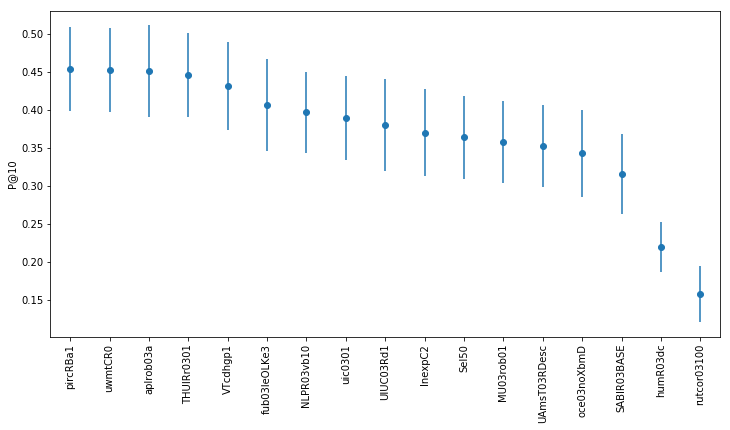 0.50
0.45
0.40
0.35
0.30
0.25
0.20
0.15
P@10
pircRBa1
uwmtCR0
aplrob03a
THUIRr0301
VTcdhgp1
fub03IeOLKe3
NLPR03vb10
uic0301
UIUC03Rd1
InexpC2
Sel50
MU03rob01
UAmsT03RDesc
oce03noXbmD
SABIR03BASE
humR03dc
rutcor03100